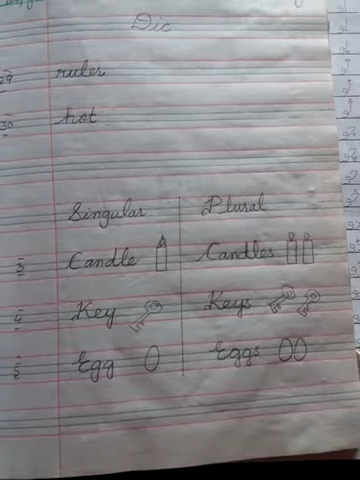 Dic
29 ruler
30 hot
Singular Plural
3 Candle Candles
4 Key Keys
5 Egg Eggs